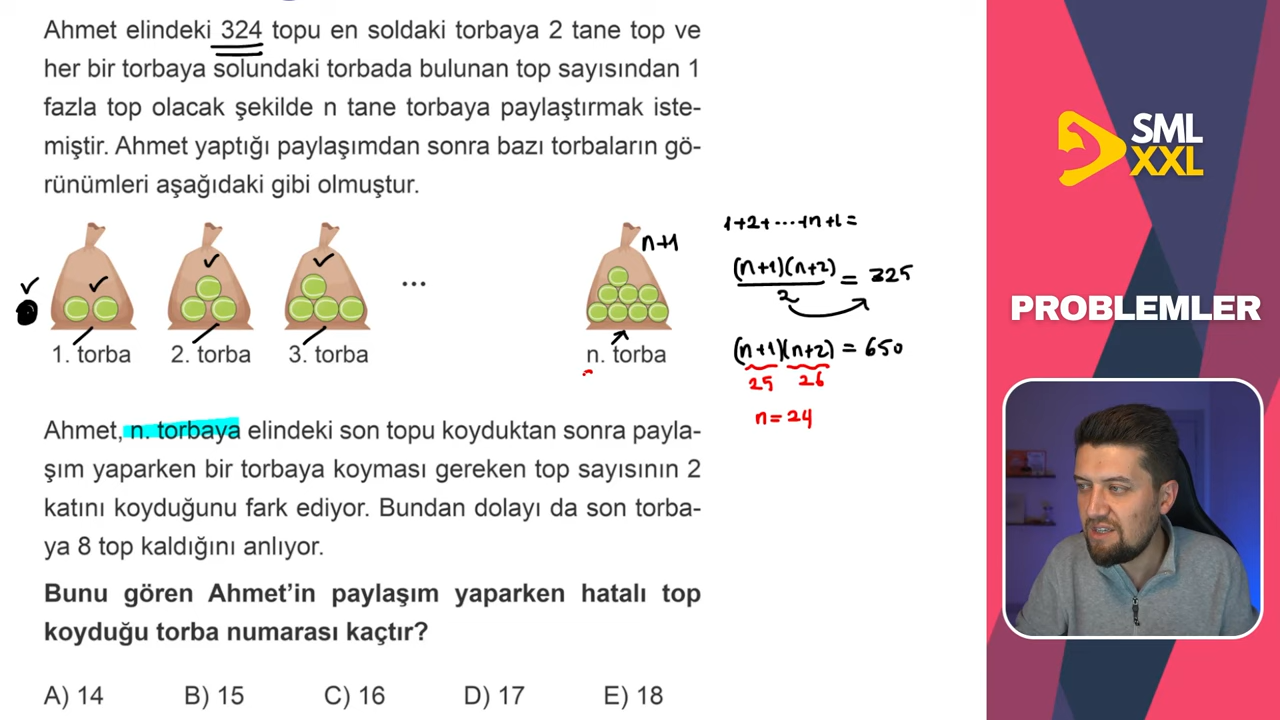 Ahmet elindeki 324 topu en soldaki torbaya 2 tane top ve
her bir torbaya solundaki torbada bulunan top sayısından 1
fazla top olacak şekilde n tane torbaya paylaştırmak iste-
miştir. Ahmet yaptığı paylaşımdan sonra bazı torbaların gö-
rünümleri aşağıdaki gibi olmuştur.
SML
XXL
n+1
...
1. torba
2. torba
3. torba
n. torba
1+2+...+n+1=
(n+1)(n+2)/2 = 325
(n+1)(n+2) = 650
25 26
n=24
PROBLEMLER
Ahmet, n. torbaya elindeki son topu koyduktan sonra payla-
şım yaparken bir torbaya koyması gereken top sayısının 2
katını koyduğunu fark ediyor. Bundan dolayı da son torba-
ya 8 top kaldığını anlıyor.
Bunu gören Ahmet’in paylaşım yaparken hatalı top
koyduğu torba numarası kaçtır?
A) 14 B) 15 C) 16 D) 17 E) 18